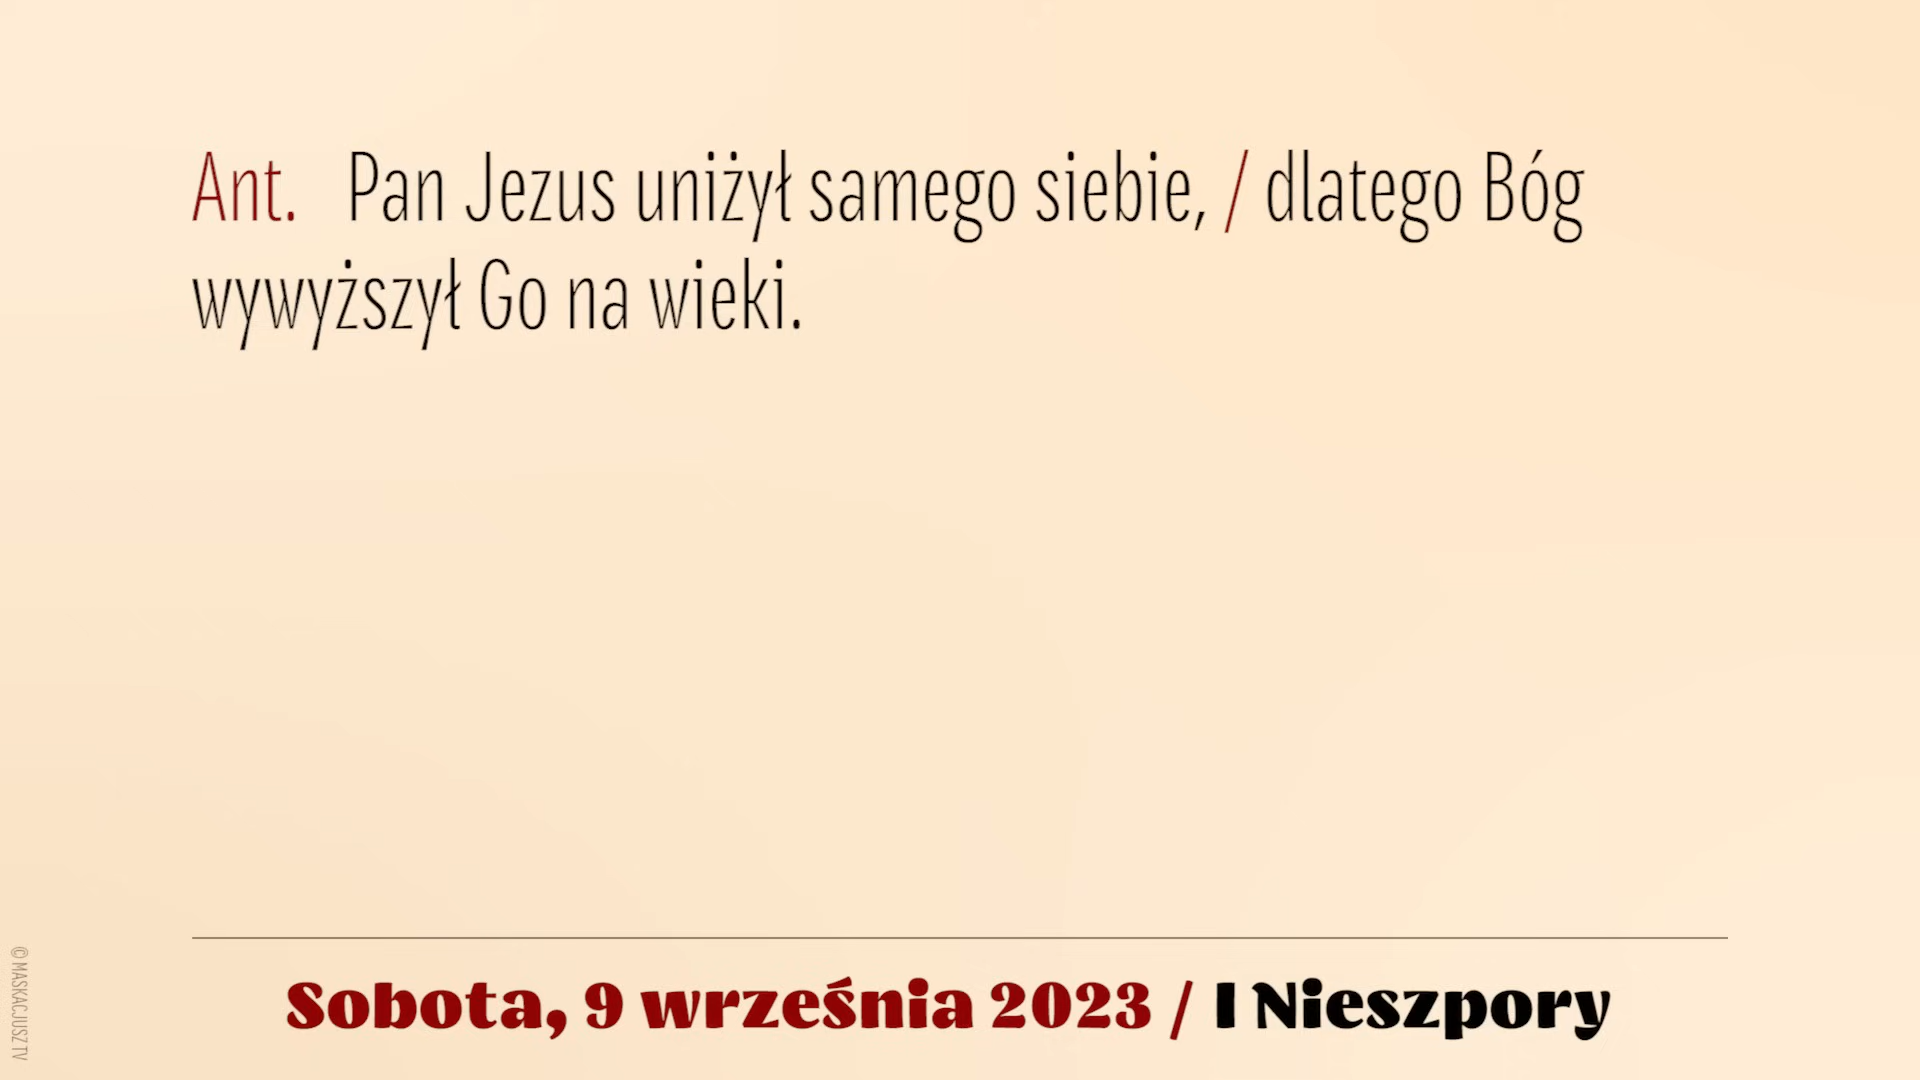 Ant. Pan Jezus uniżył samego siebie, / dlatego Bóg
wywyższył Go na wieki.
Sobota, 9 września 2023 / I Nieszpory
© MASKACJUSZ TV